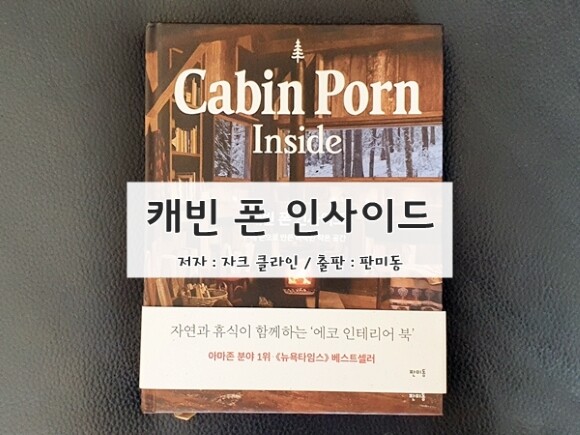 Cabin Porn
Inside
캐빈 폰 인사이드
저자 : 자크 클라인 / 출판 : 판미동
자연과 휴식이 함께하는 '에코 인테리어 북'
아마존 분야 1위 《뉴욕타임스》 베스트셀러
판미동
판미동